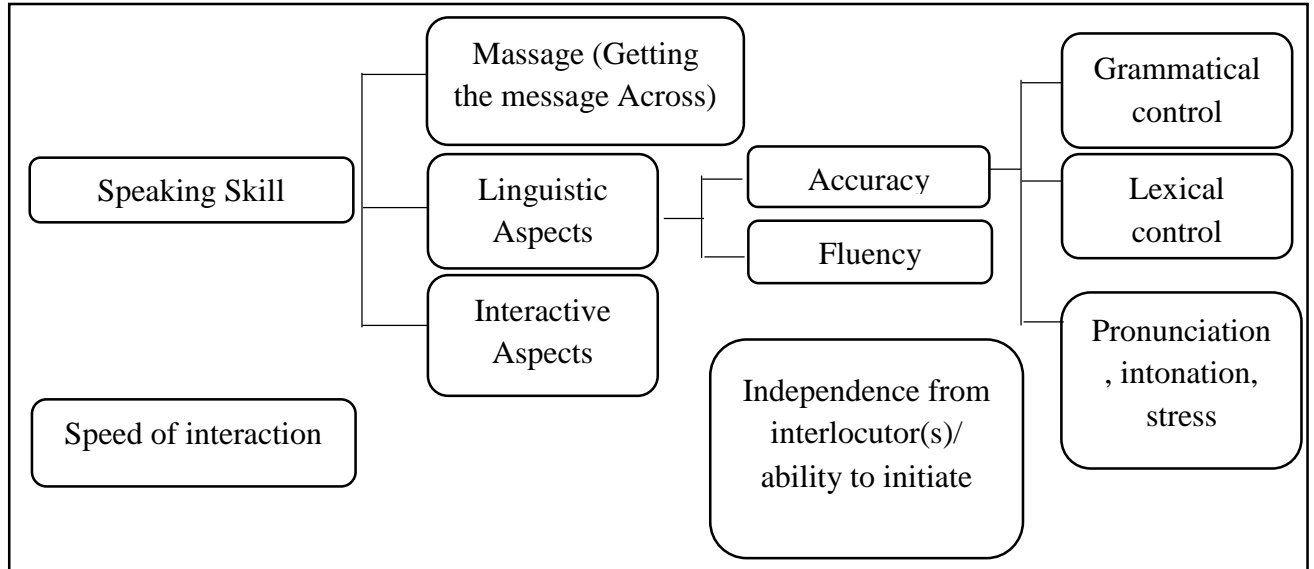 Speaking Skill
Massage (Getting
the message Across)
Linguistic
Aspects
Interactive
Aspects
Accuracy
Fluency
Grammatical
control
Lexical
control
Pronunciation
, intonation,
stress
Speed of interaction
Independence from
interlocutor(s)/
ability to initiate